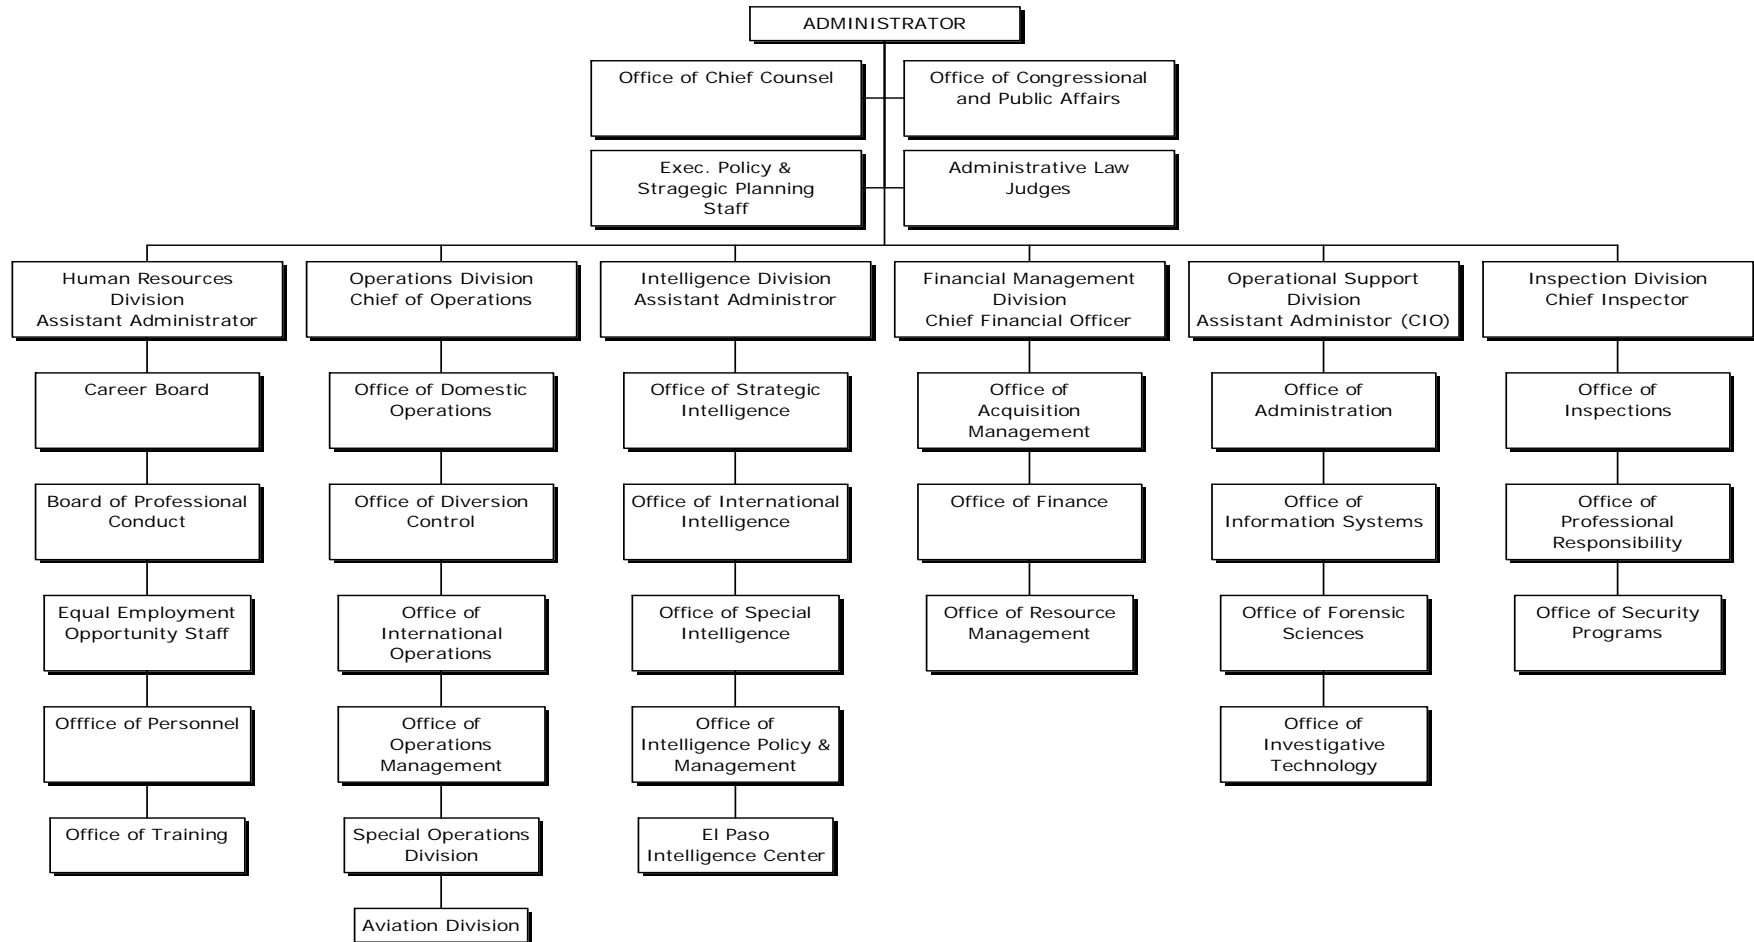 ADMINISTRATOR
Office of Chief Counsel
Office of Congressional
and Public Affairs
Exec. Policy &
Stragegic Planning
Staff
Administrative Law
Judges
Human Resources
Division
Assistant Administrator
Career Board
Board of Professional
Conduct
Equal Employment
Opportunity Staff
Offfice of Personnel
Office of Training
Operations Division
Chief of Operations
Office of Domestic
Operations
Office of Diversion
Control
Office of
International
Operations
Office of
Operations
Management
Special Operations
Division
Aviation Division
Intelligence Division
Assistant Adminstror
Office of Strategic
Intelligence
Office of International
Intelligence
Office of Special
Intelligence
Office of
Intelligence Policy &
Management
El Paso
Intelligence Center
Financial Management
Division
Chief Financial Officer
Office of
Acquisition
Management
Office of Finance
Office of Resource
Management
Operational Support
Division
Assistant Administor (CIO)
Office of
Administration
Office of
Information Systems
Office of Forensic
Sciences
Office of
Investigative
Technology
Inspection Division
Chief Inspector
Office of
Inspections
Office of
Professional
Responsibility
Office of Security
Programs